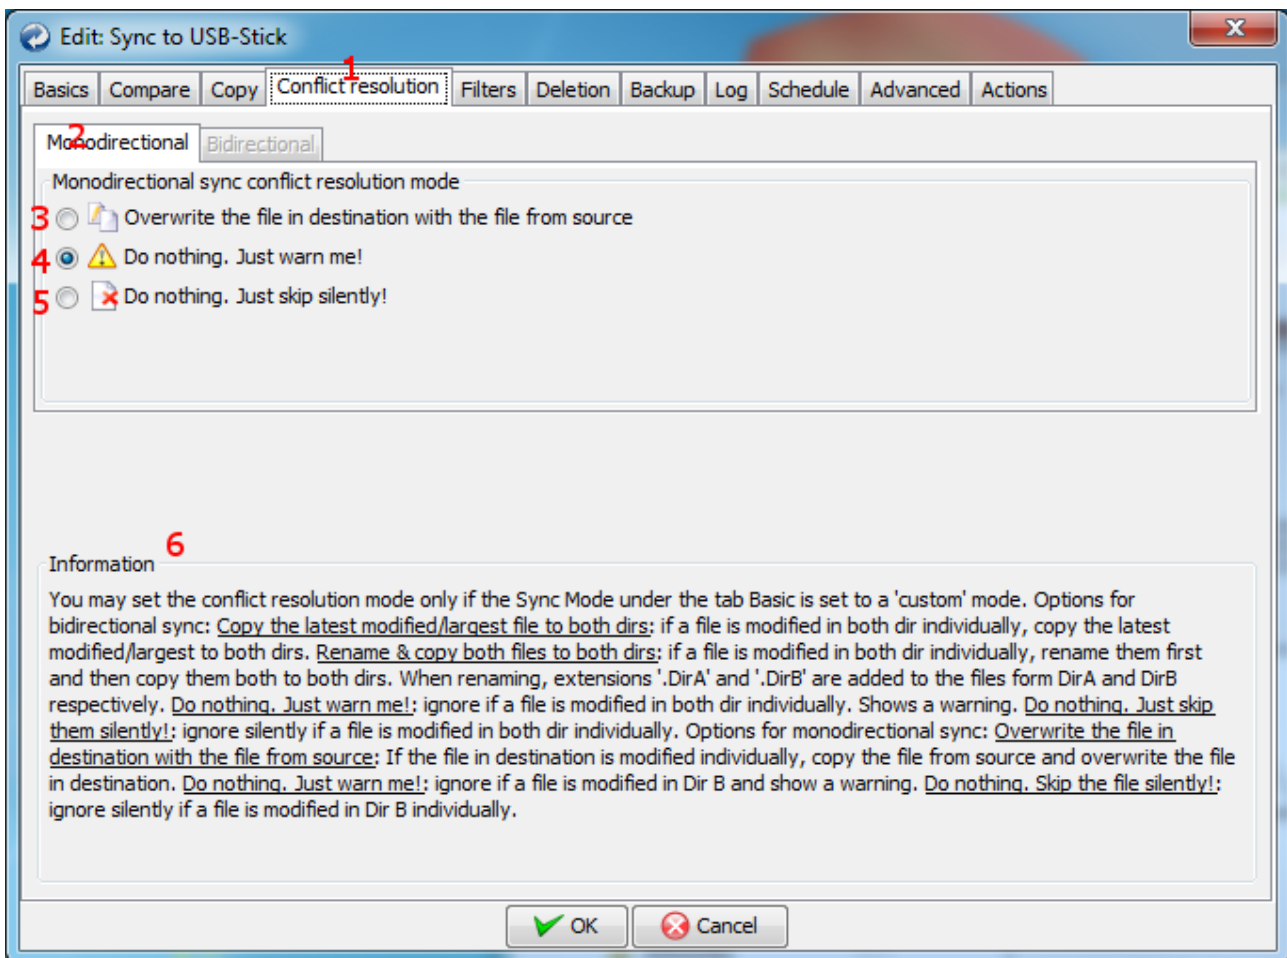 Edit: Sync to USB-Stick
X
1
Basics Compare Copy Conflict resolution Filters Deletion Backup Log Schedule Advanced Actions
2
Monodirectional Bidirectional
Monodirectional sync conflict resolution mode
3 Overwrite the file in destination with the file from source
4 Do nothing. Just warn me!
5 Do nothing. Just skip silently!
6
Information
You may set the conflict resolution mode only if the Sync Mode under the tab Basic is set to a 'custom' mode. Options for
bidirectional sync: Copy the latest modified/largest file to both dirs: if a file is modified in both dir individually, copy the latest
modified/largest to both dirs. Rename & copy both files to both dirs: if a file is modified in both dir individually, rename them first
and then copy them both to both dirs. When renaming, extensions '.DirA' and '.DirB' are added to the files form DirA and DirB
respectively. Do nothing. Just warn me!: ignore if a file is modified in both dir individually. Shows a warning. Do nothing. Just skip
them silently!: ignore silently if a file is modified in both dir individually. Options for monodirectional sync: Overwrite the file in
destination with the file from source: If the file in destination is modified individually, copy the file from source and overwrite the file
in destination. Do nothing. Just warn me!: ignore if a file is modified in Dir B and show a warning. Do nothing. Skip the file silently!:
ignore silently if a file is modified in Dir B individually.
OK Cancel